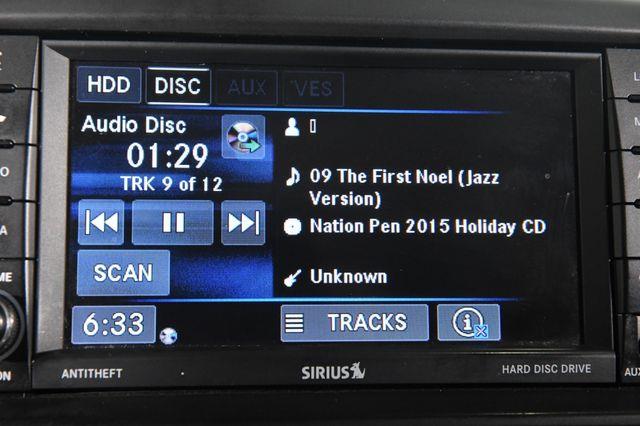 HDD DISC AUX VES
Audio Disc
01:29
TRK 9 of 12
09 The First Noel (Jazz
Version)
Nation Pen 2015 Holiday CD
SCAN
Unknown
6:33
TRACKS
ANTITHEFT
SIRIUS
HARD DISC DRIVE